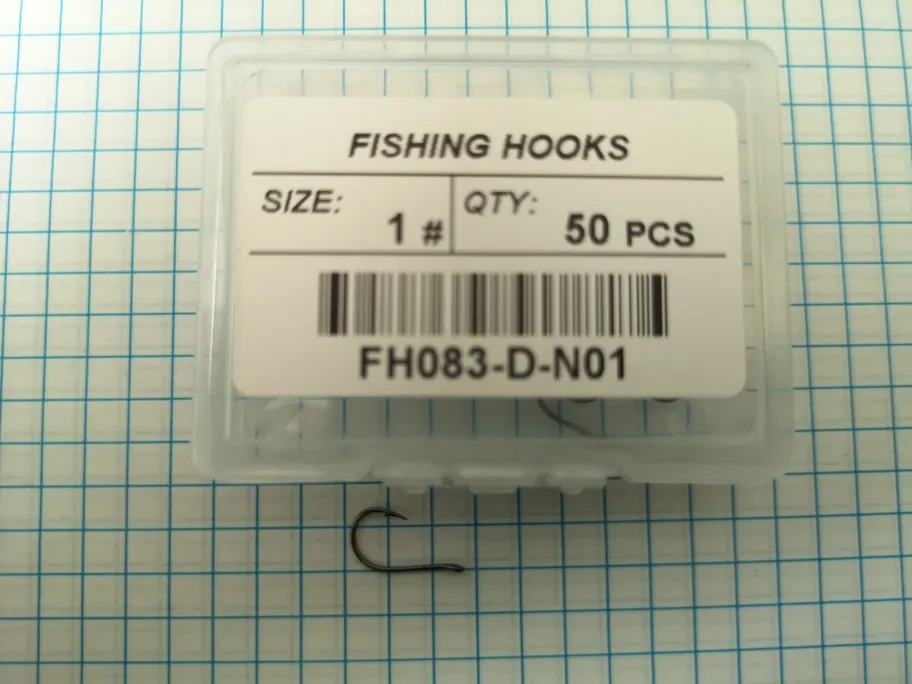 FISHING HOOKS
SIZE: 1 #
QTY: 50 PCS
FH083-D-N01